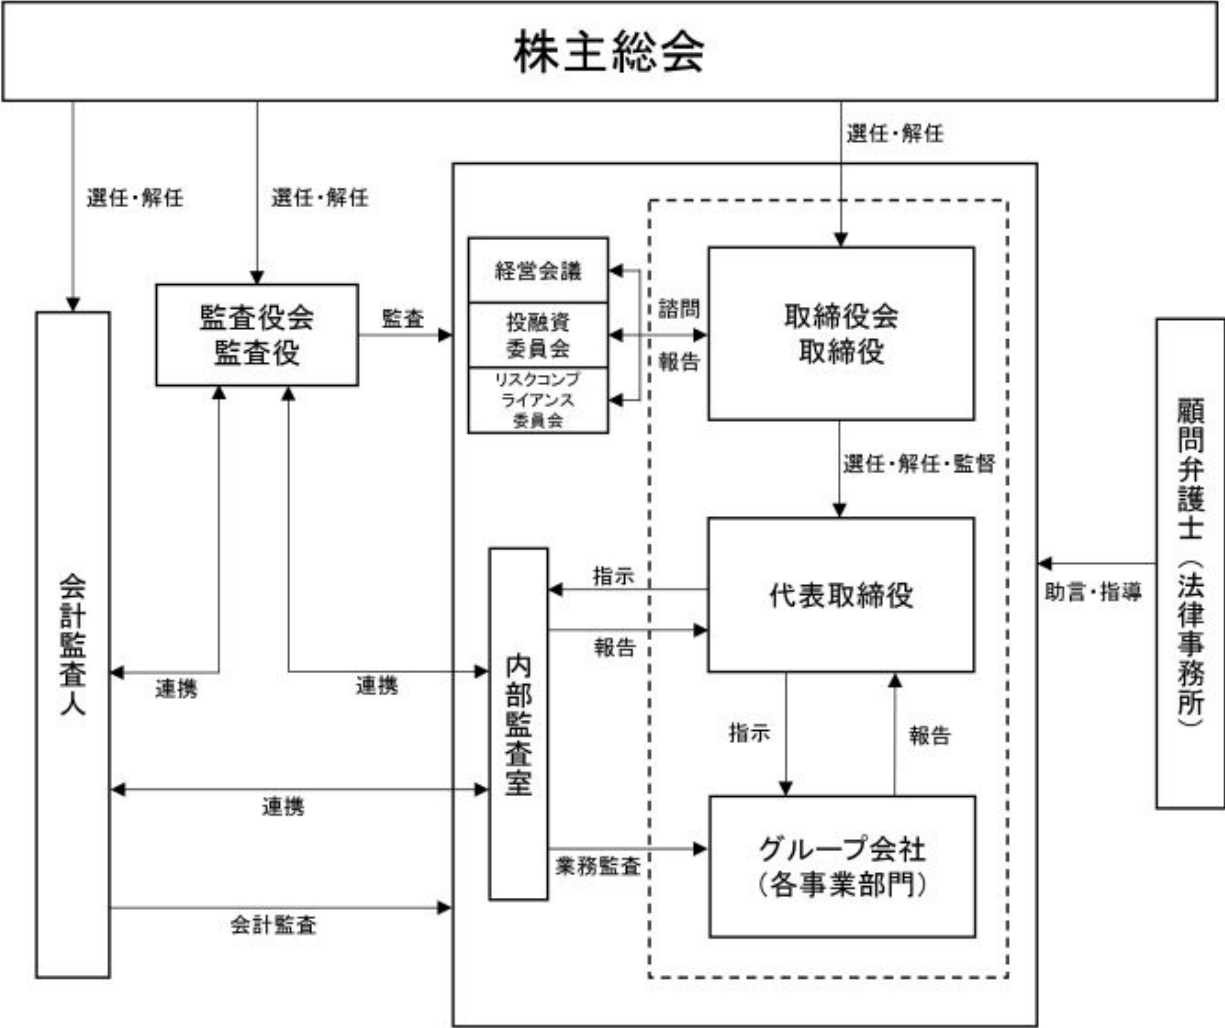 株主総会
選任・解任
選任・解任
選任・解任
経営会議
投融資
委員会
リスクコンプ
ライアンス
委員会
諮問
報告
取締役会
取締役
監査役会
監査役
監査
選任・解任・監督
顧問弁護士（法律事務所）
助言・指導
会計監査人
連携
連携
連携
会計監査
内部監査室
指示
報告
代表取締役
指示
報告
業務監査
グループ会社
（各事業部門）